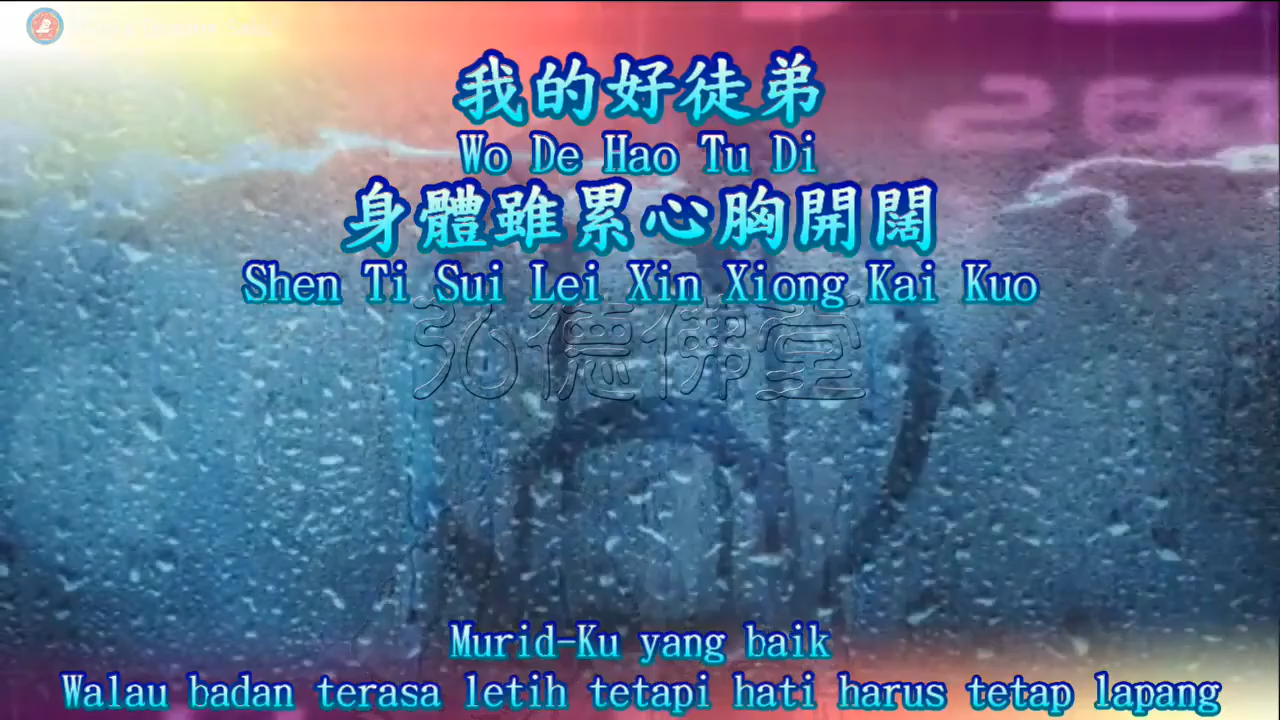 我的好徒弟
Wo De Hao Tu Di
身體雖累心胸開闊
Shen Ti Sui Lei Xin Xiong Kai Kuo
弘德佛堂
Murid-Ku yang baik
Walau badan terasa letih tetapi hati harus tetap lapang